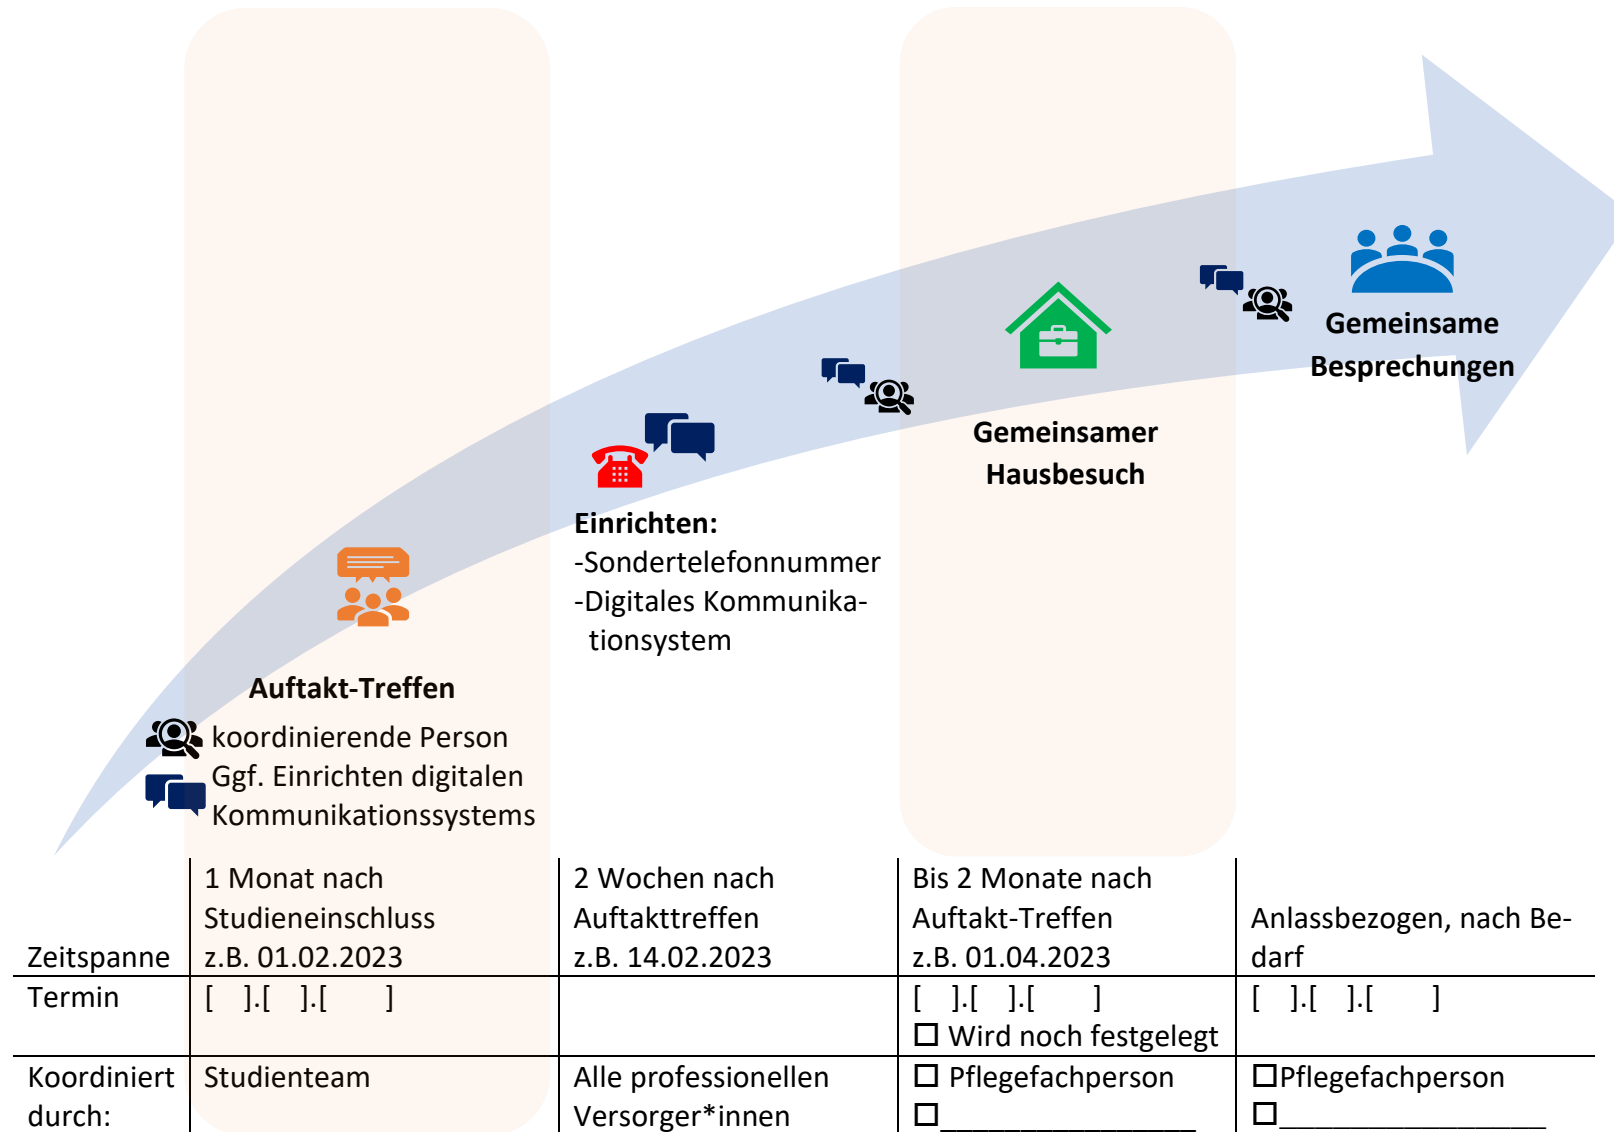 Gemeinsame
Besprechungen
Gemeinsamer
Hausbesuch
Einrichten:
-Sondertelefonnummer
-Digitales Kommunika-
tionsystem
Auftakt-Treffen
koordinierende Person
Ggf. Einrichten digitalen
Kommunikationssystems
Zeitspanne
1 Monat nach
Studieneinschluss
z.B. 01.02.2023
2 Wochen nach
Auftakttreffen
z.B. 14.02.2023
Bis 2 Monate nach
Auftakt-Treffen
z.B. 01.04.2023
Anlassbezogen, nach Be-
darf
Termin
[ ].[ ].[ ]
[ ].[ ].[ ]
☐ Wird noch festgelegt
[ ].[ ].[ ]
Koordiniert
durch:
Studienteam
Alle professionellen
Versorger*innen
☐ Pflegefachperson
☐________________
☐Pflegefachperson
☐________________